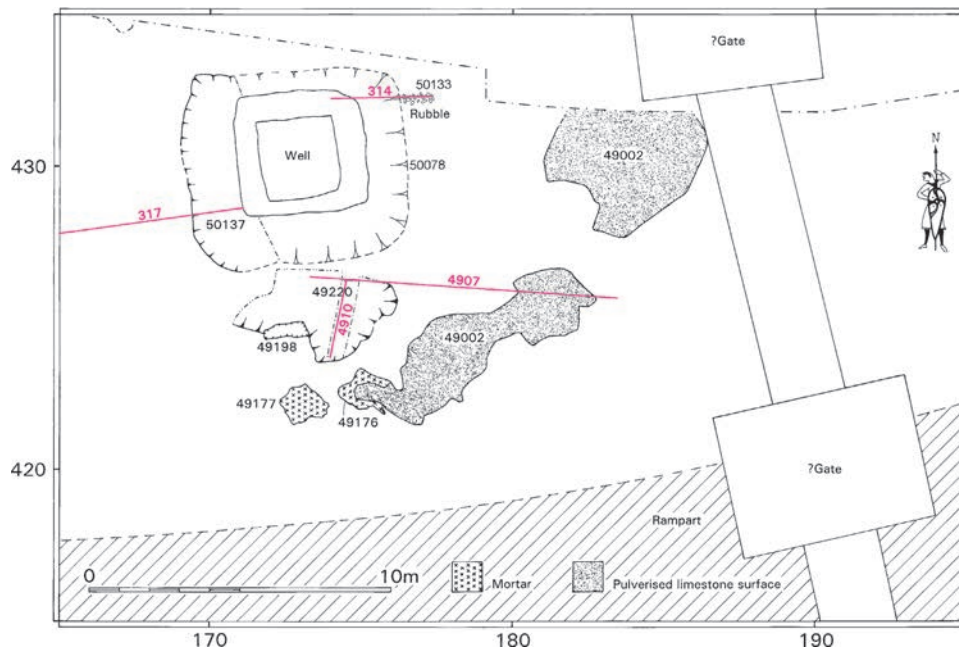 ?Gate
50133
314
Rubble
N
Well
49002
430
50078
317
50137
4907
49220
4910
49002
49198
49177
49176
420
?Gate
Rampart
0
10m
Mortar
Pulverised limestone surface
170
180
190